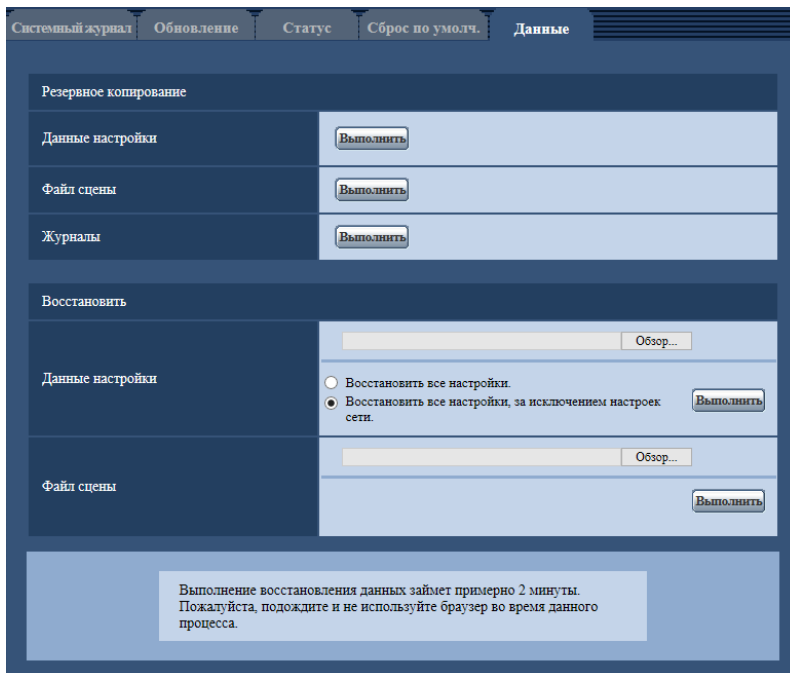 Системный журнал Обновление Статус Сброс по умолч. Данные
Резервное копирование
Данные настройки Выполнить
Файл сцены Выполнить
Журналы Выполнить
Восстановить
Обзор...
Данные настройки
Восстановить все настройки.
Восстановить все настройки, за исключением настроек
сети.
Выполнить
Обзор...
Файл сцены
Выполнить
Выполнение восстановления данных займет примерно 2 минуты.
Пожалуйста, подождите и не используйте браузер во время данного
процесса.